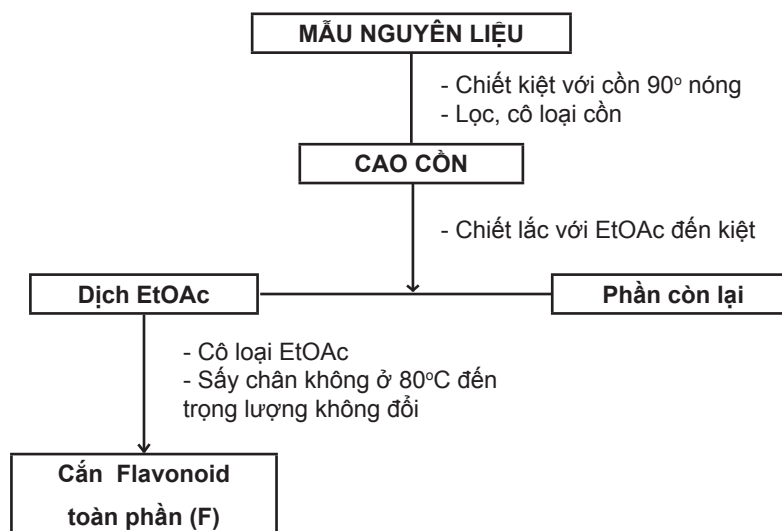 MẪU NGUYÊN LIỆU
- Chiết kiệt với cồn 90º nóng
- Lọc, cô loại cồn
CAO CỒN
- Chiết lắc với EtOAc đến kiệt
Dịch EtOAc
Phần còn lại
- Cô loại EtOAc
- Sấy chân không ở 80ºC đến
trọng lượng không đổi
Cắn Flavonoid
toàn phần (F)